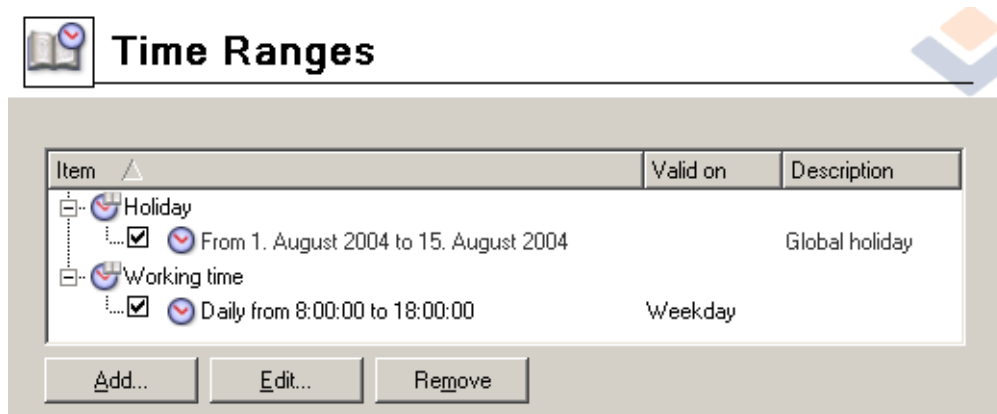 Time Ranges
Item Valid on Description
Holiday
From 1. August 2004 to 15. August 2004 Global holiday
Working time
Daily from 8:00:00 to 18:00:00 Weekday
Add... Edit... Remove